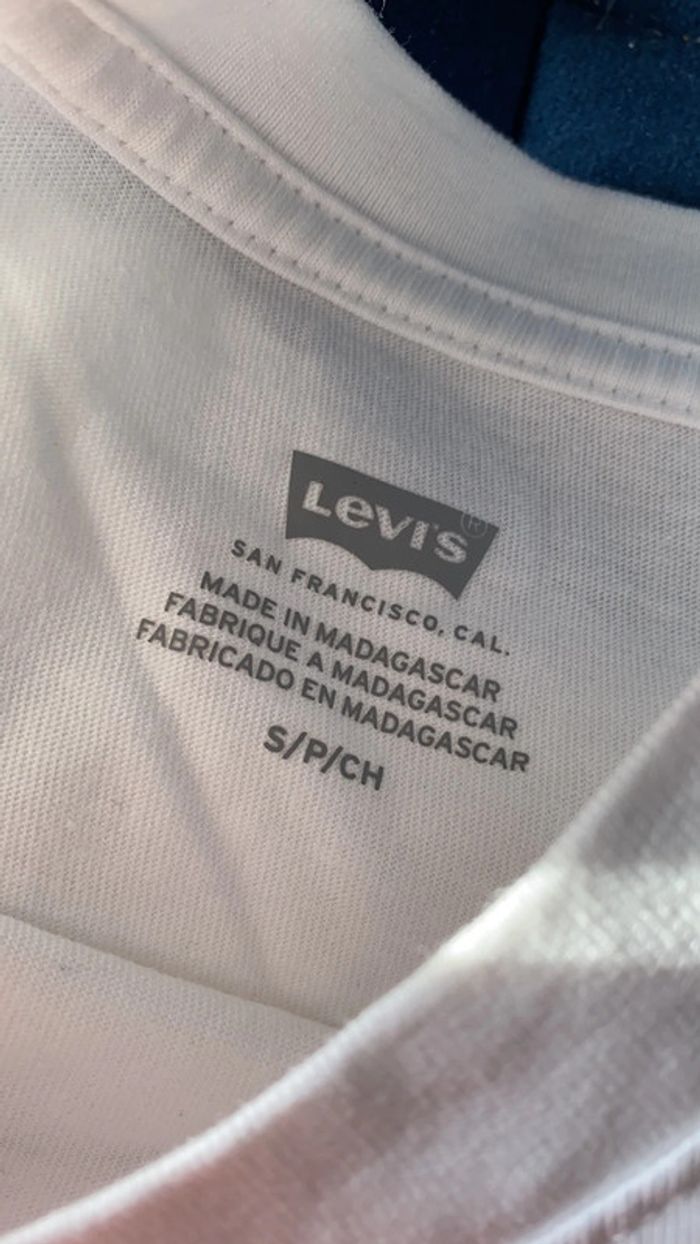 Levi's®
SAN FRANCISCO, CAL.
MADE IN MADAGASCAR
FABRIQUE A MADAGASCAR
FABRICADO EN MADAGASCAR
S/P/CH